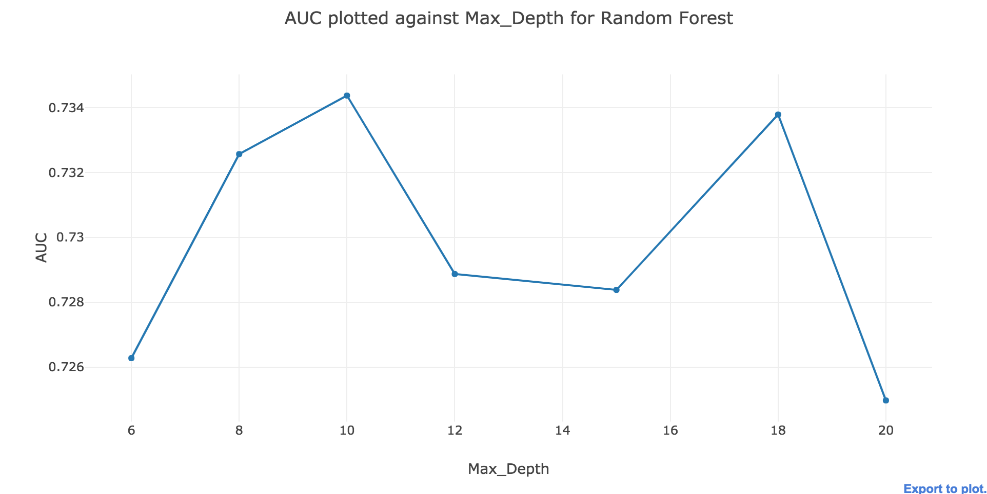 AUC plotted against Max_Depth for Random Forest
0.734
0.732
0.73
0.728
0.726
AUC
6 8 10 12 14 16 18 20
Max_Depth
Export to plot.